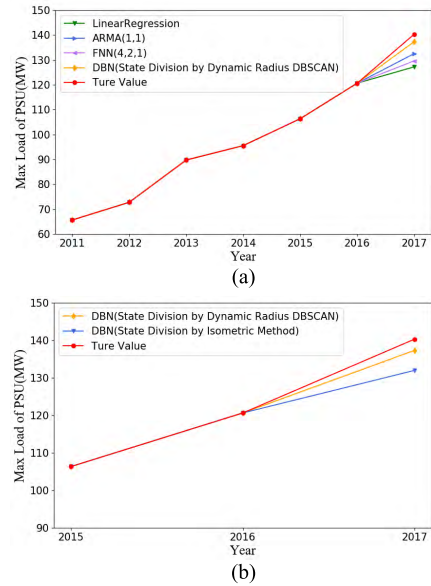 150
140
130
120
110
100
90
80
70
60
Max Load of PSU(MW)
LinearRegression
ARMA(1,1)
FNN(4,2,1)
DBN(State Division by Dynamic Radius DBSCAN)
Ture Value
2011 2012 2013 2014 2015 2016 2017
Year
(a)
150
140
130
120
110
100
90
Max Load of PSU(MW)
DBN(State Division by Dynamic Radius DBSCAN)
DBN(State Division by Isometric Method)
Ture Value
2015 2016 2017
Year
(b)